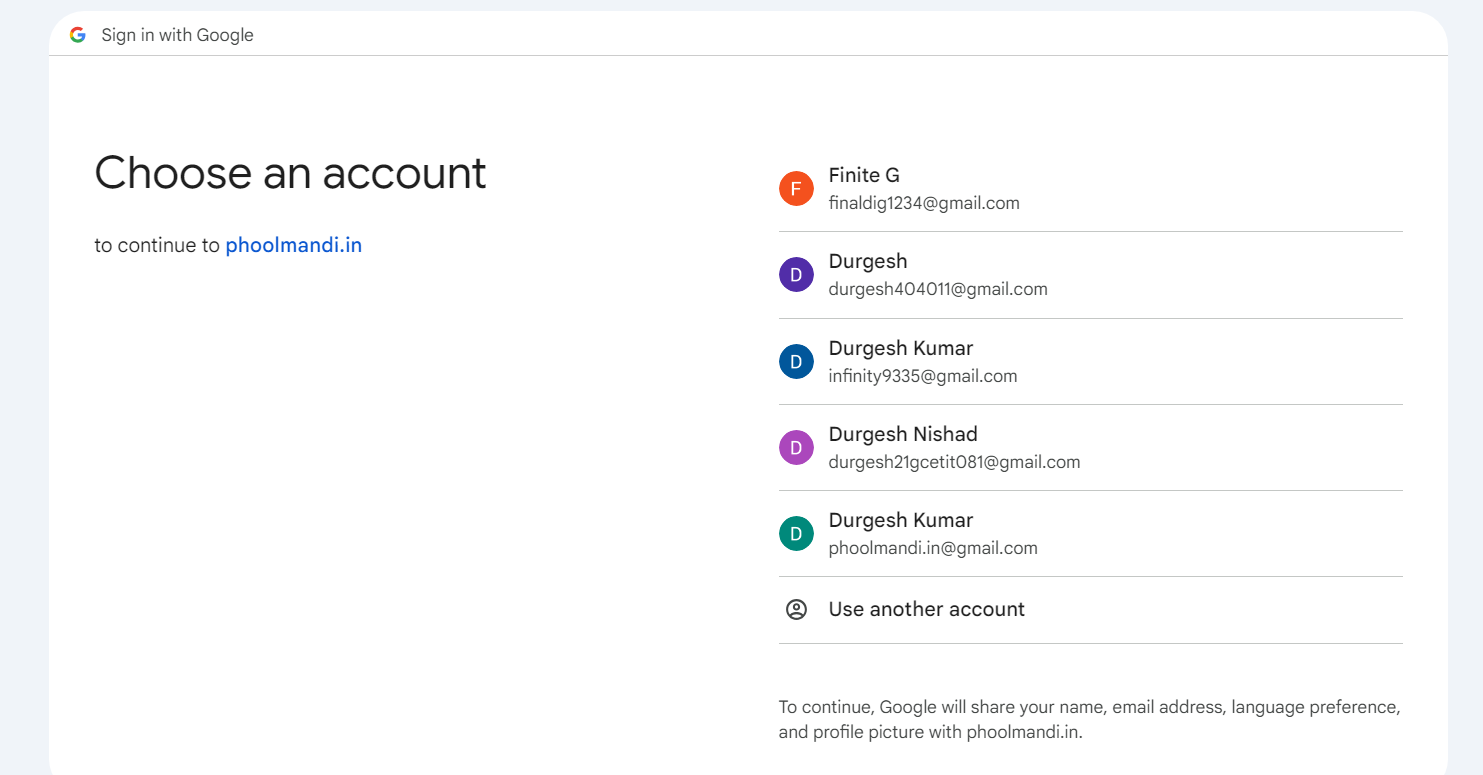 Sign in with Google
Choose an account
to continue to phoolmandi.in
F
Finite G
finaldig1234@gmail.com
D
Durgesh
durgesh404011@gmail.com
D
Durgesh Kumar
infinity9335@gmail.com
D
Durgesh Nishad
durgesh21gcetit081@gmail.com
D
Durgesh Kumar
phoolmandi.in@gmail.com
Use another account
To continue, Google will share your name, email address, language preference,
and profile picture with phoolmandi.in.